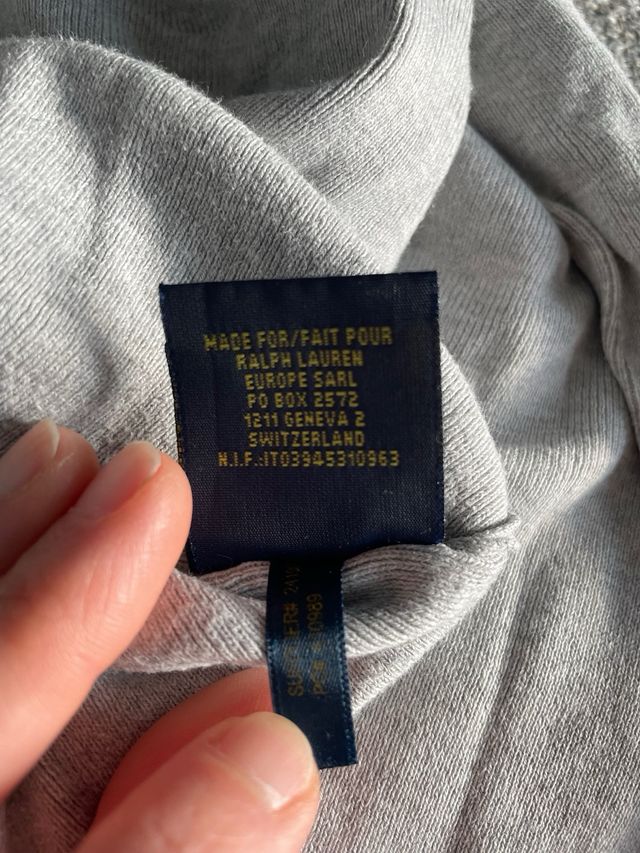 MADE FOR/FAIT POUR
RALPH LAUREN
EUROPE SARL
PO BOX 2572
1211 GENEVA 2
SWITZERLAND
N.I.F.:IT03945310963